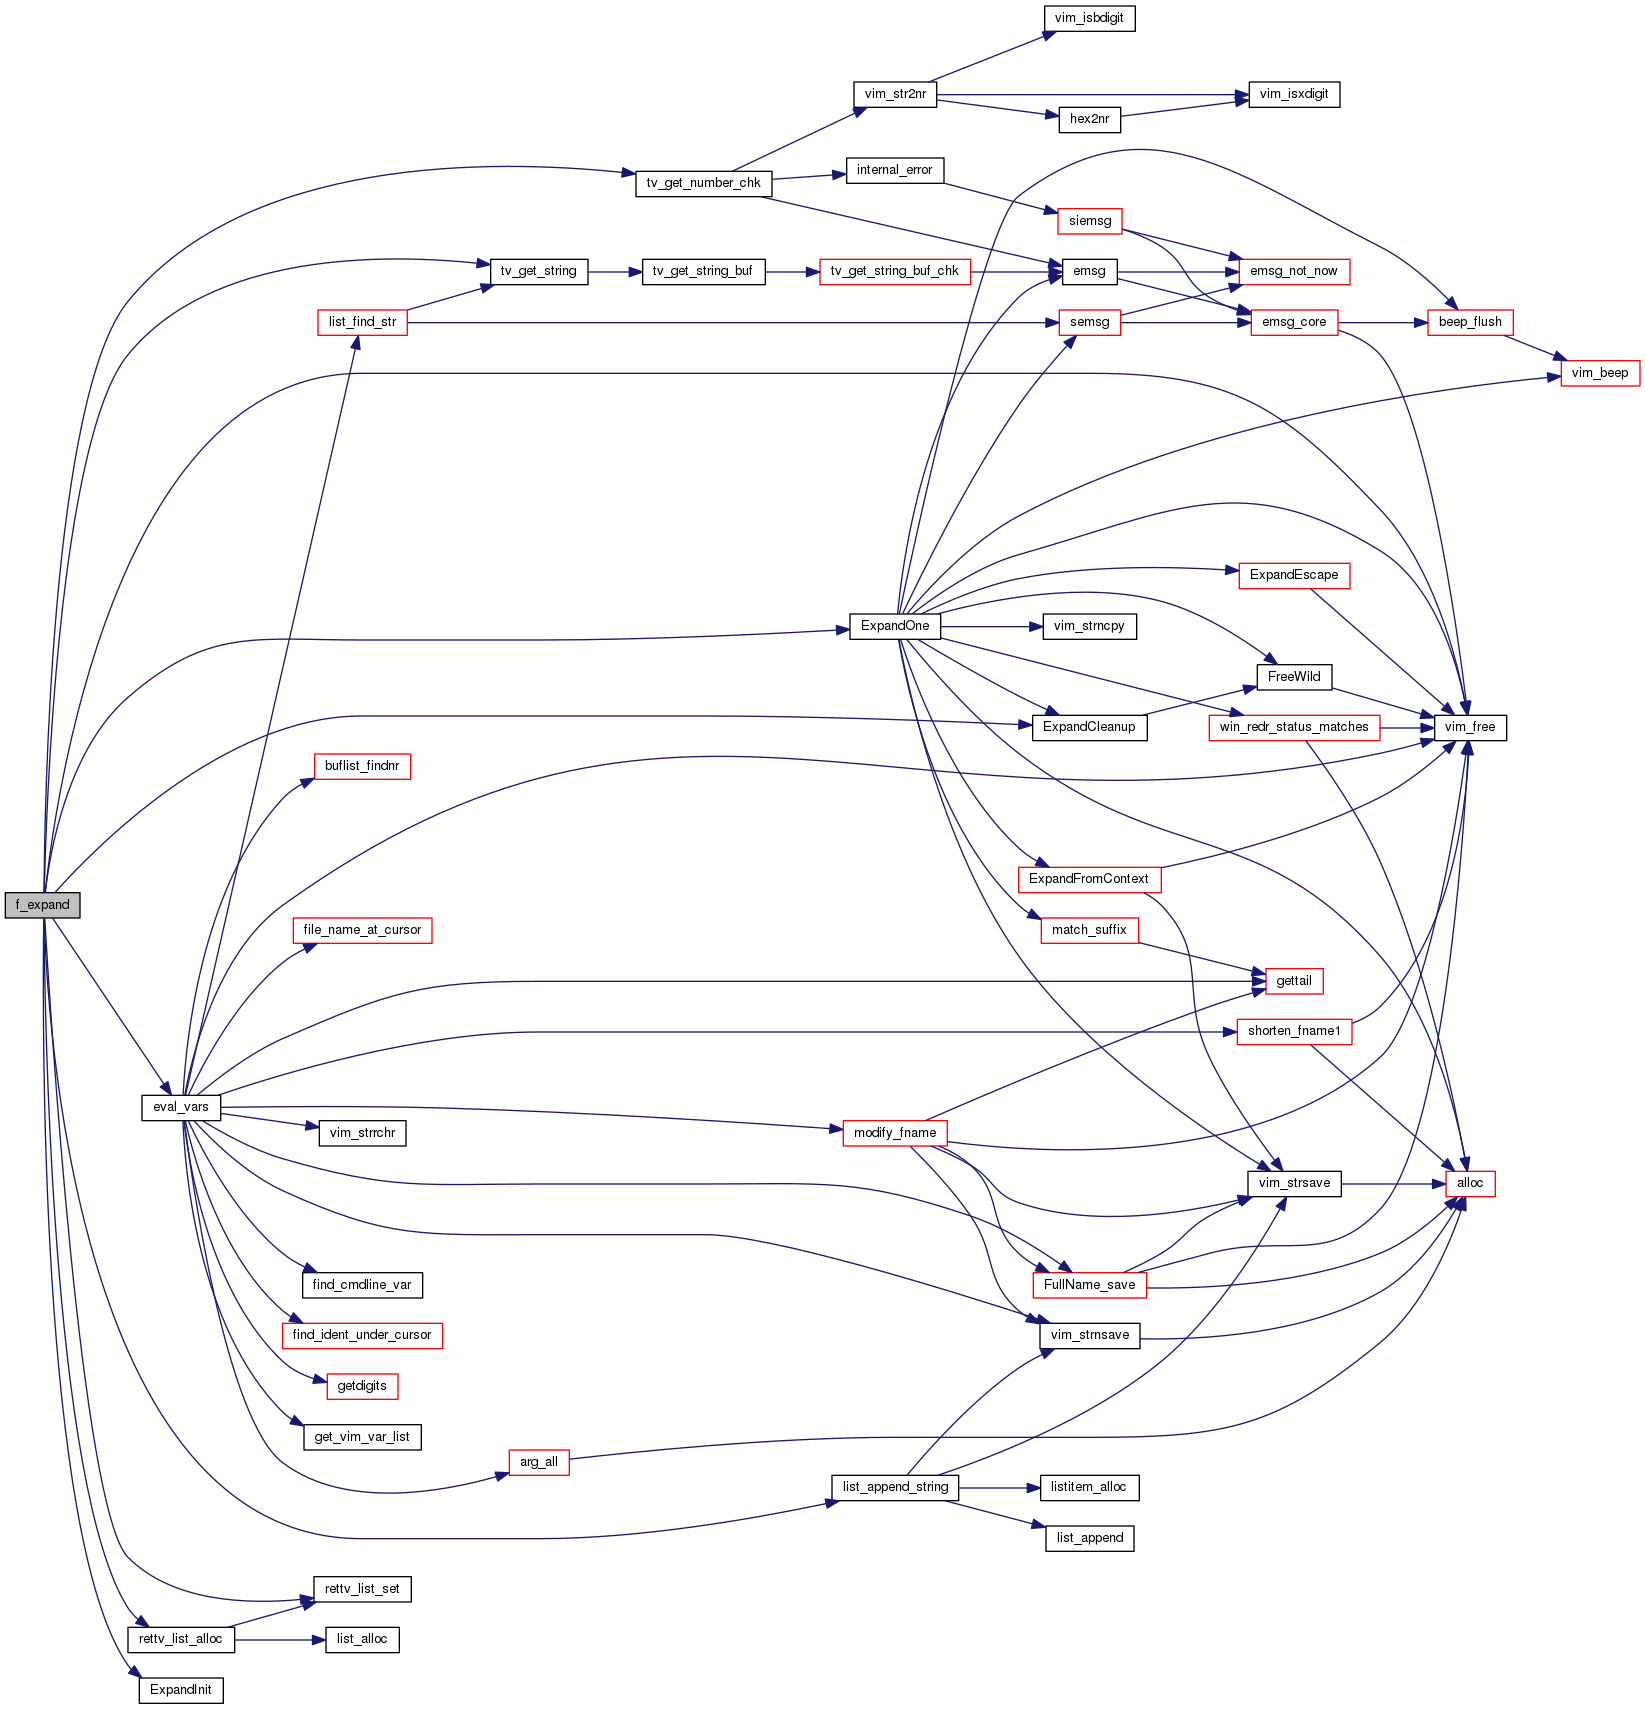 vim_isbdigit
vim_str2nr
vim_isxdigit
hex2nr
internal_error
tv_get_number_chk
siemsg
tv_get_string
tv_get_string_buf
tv_get_string_buf_chk
emsg
emsg_not_now
list_find_str
semsg
emsg_core
beep_flush
vim_beep
ExpandEscape
ExpandOne
vim_strncpy
FreeWild
ExpandCleanup
win_redr_status_matches
vim_free
buflist_findnr
ExpandFromContext
f_expand
file_name_at_cursor
match_suffix
gettail
shorten_fname1
eval_vars
vim_strrchr
modify_fname
vim_strsave
alloc
find_cmdline_var
FullName_save
find_ident_under_cursor
vim_strnsave
getdigits
get_vim_var_list
arg_all
list_append_string
listitem_alloc
list_append
rettv_list_set
rettv_list_alloc
list_alloc
ExpandInit